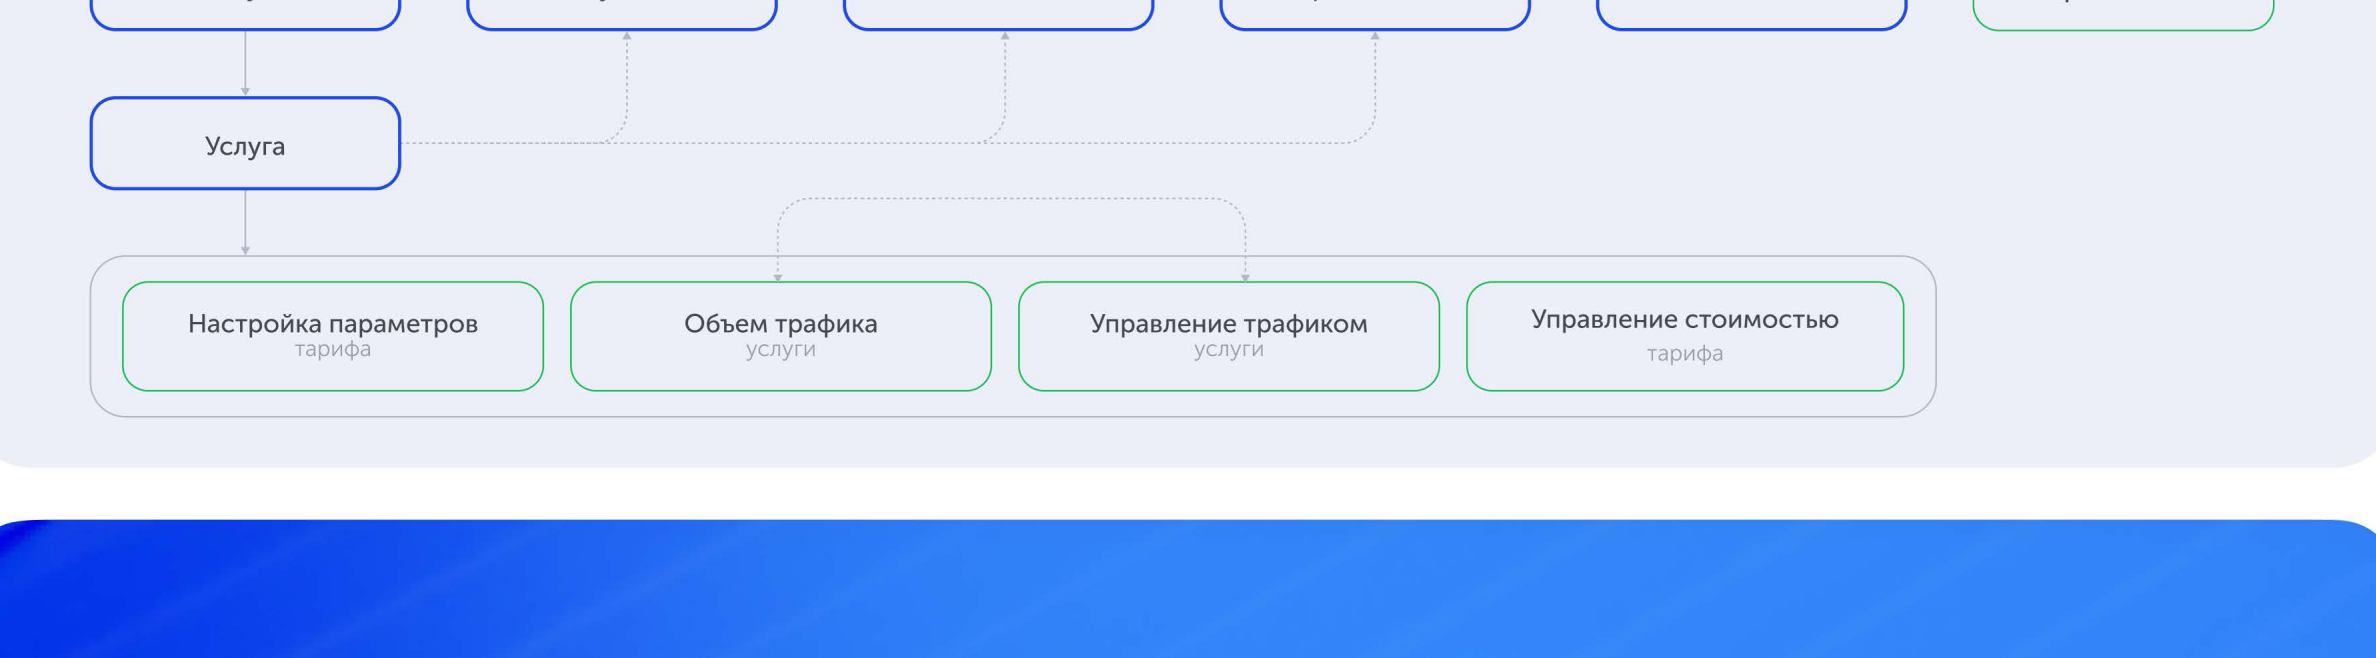 Услуга
Настройка параметров
тарифа
Объем трафика
услуги
Управление трафиком
услуги
Управление стоимостью
тарифа